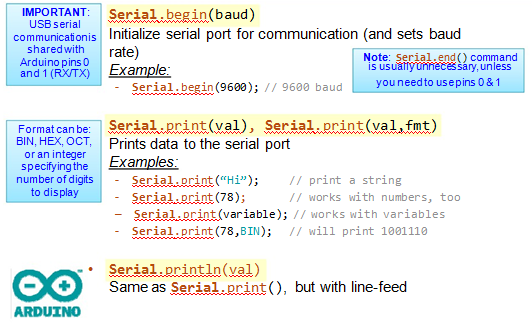 IMPORTANT:
USB serial
communication is
shared with
Arduino pins 0
and 1 (RX/TX)
Serial.begin(baud)
Initialize serial port for communication (and sets baud
rate)
Example:
- Serial.begin(9600); // 9600 baud
Note: Serial.end() command
is usually unnecessary, unless
you need to use pins 0 & 1
Format can be:
BIN, HEX, OCT,
or an integer
specifying the
number of digits
to display
Serial.print(val), Serial.print(val,fmt)
Prints data to the serial port
Examples:
- Serial.print(“Hi”); // print a string
- Serial.print(78); // works with numbers, too
– Serial.print(variable); // works with variables
- Serial.print(78,BIN); // will print 1001110
• Serial.println(val)
Same as Serial.print(), but with line-feed
ARDUINO